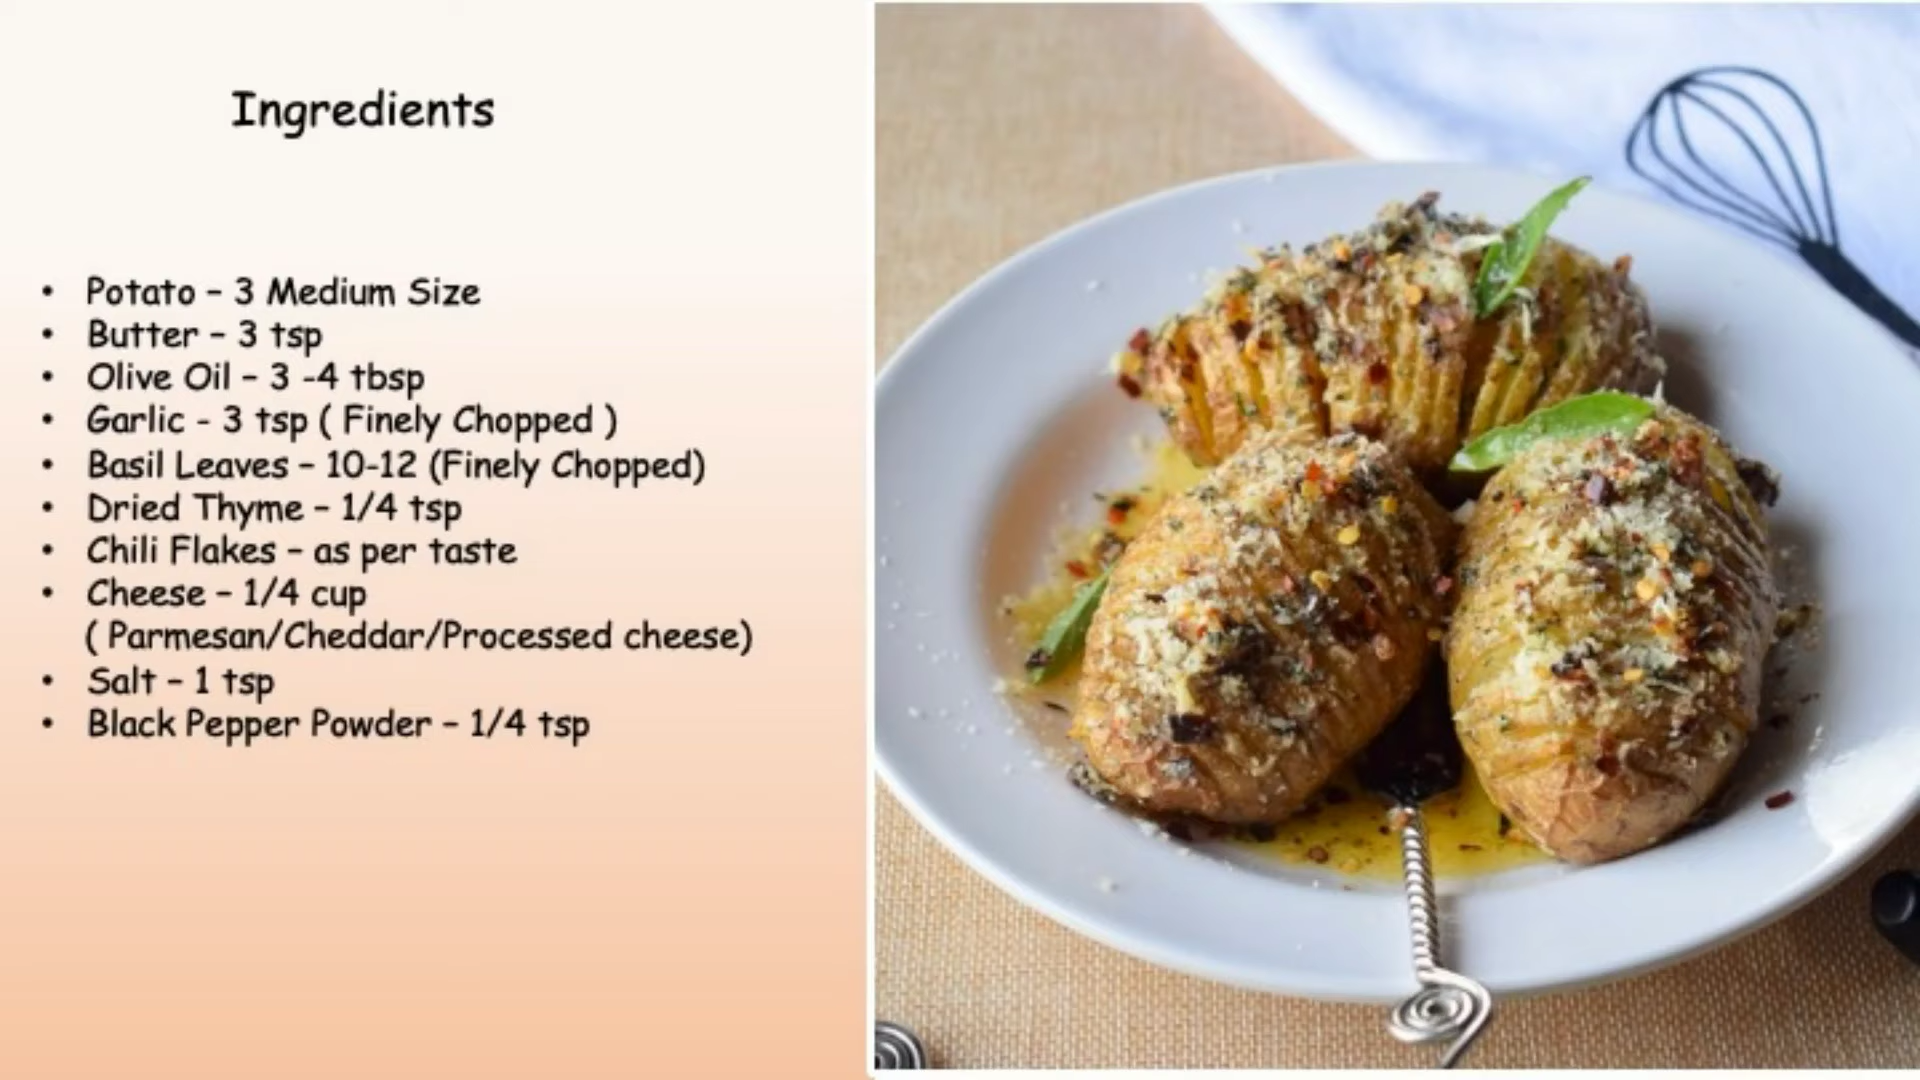 Ingredients
• Potato – 3 Medium Size
• Butter – 3 tsp
• Olive Oil – 3 -4 tbsp
• Garlic - 3 tsp ( Finely Chopped )
• Basil Leaves – 10-12 (Finely Chopped)
• Dried Thyme – 1/4 tsp
• Chili Flakes – as per taste
• Cheese – 1/4 cup
( Parmesan/Cheddar/Processed cheese)
• Salt – 1 tsp
• Black Pepper Powder – 1/4 tsp